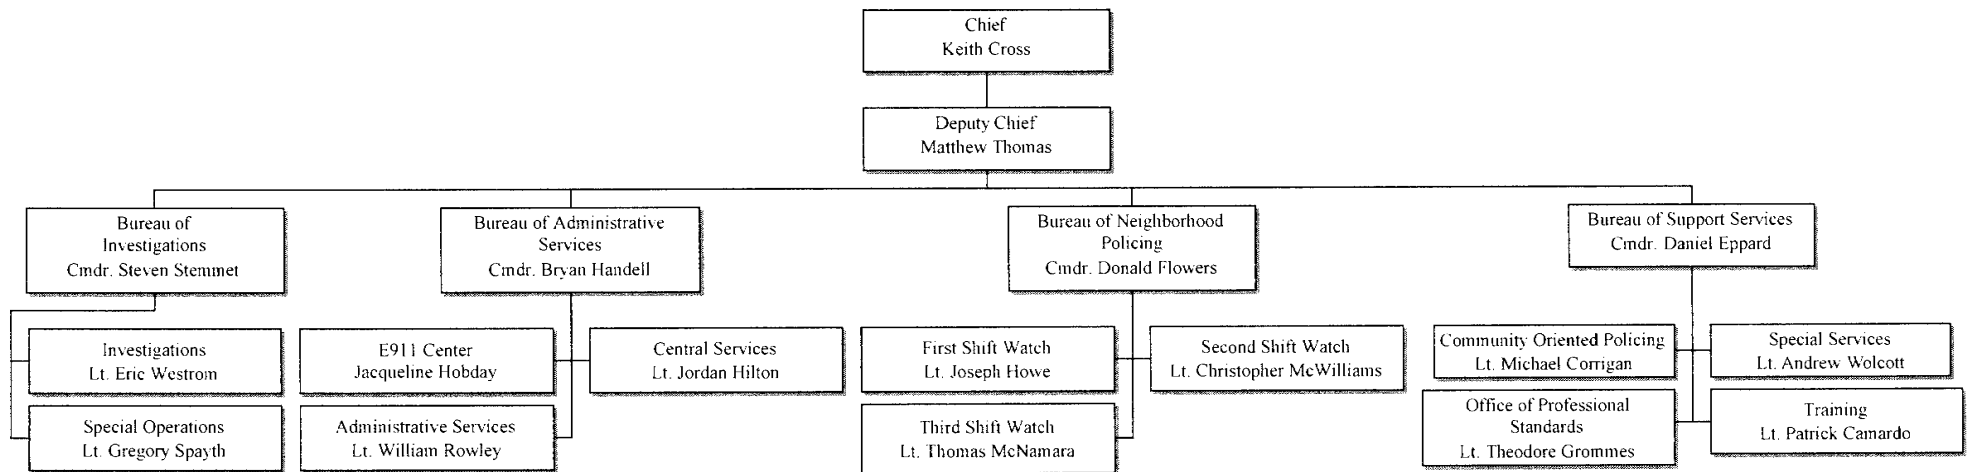 Chief
Keith Cross
Deputy Chief
Matthew Thomas
Bureau of
Investigations
Cmdr. Steven Stemmet
Bureau of Administrative
Services
Cmdr. Bryan Handell
Bureau of Neighborhood
Policing
Cmdr. Donald Flowers
Bureau of Support Services
Cmdr. Daniel Eppard
Investigations
Lt. Eric Westrom
Special Operations
Lt. Gregory Spayth
E911 Center
Jacqueline Hobday
Central Services
Lt. Jordan Hilton
Administrative Services
Lt. William Rowley
First Shift Watch
Lt. Joseph Howe
Second Shift Watch
Lt. Christopher McWilliams
Third Shift Watch
Lt. Thomas McNamara
Community Oriented Policing
Lt. Michael Corrigan
Special Services
Lt. Andrew Wolcott
Office of Professional
Standards
Lt. Theodore Grommes
Training
Lt. Patrick Camardo